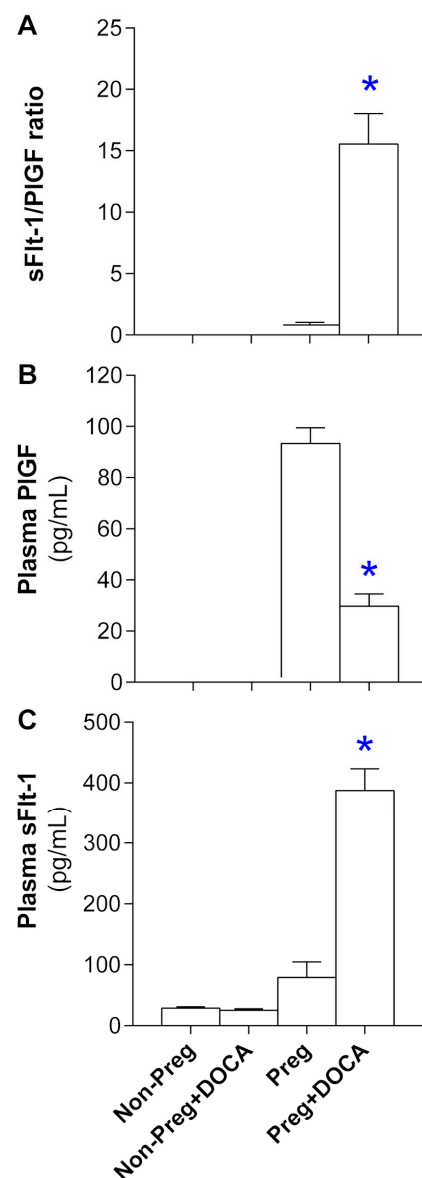 A
sFlt-1/PlGF ratio
25
20
15
10
5
0
*
B
Plasma PlGF
(pg/mL)
120
100
80
60
40
20
0
*
C
Plasma sFlt-1
(pg/mL)
500
400
300
200
100
0
*
Non-Preg
Non-Preg+DOCA
Preg
Preg+DOCA